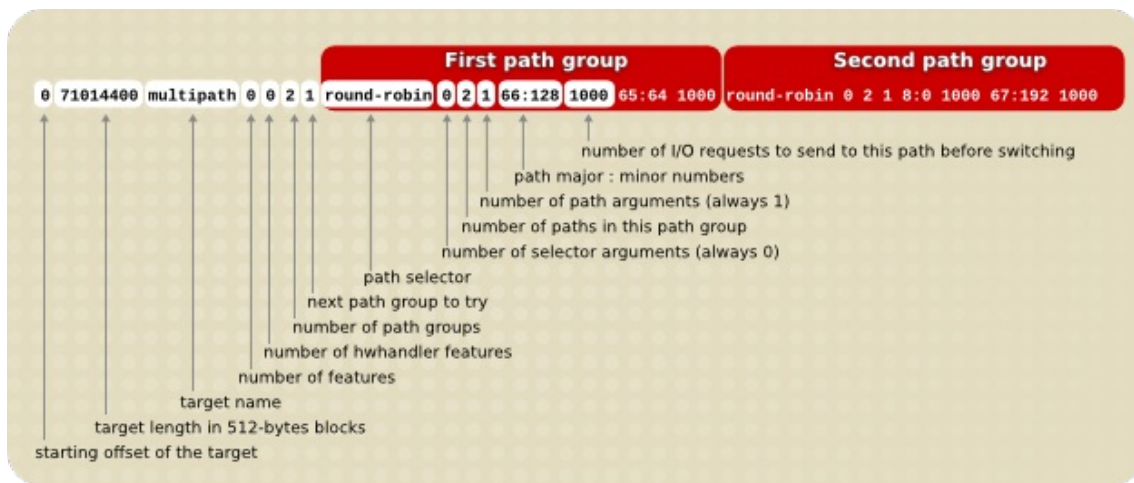 First path group Second path group
0 71014400 multipath 0 0 2 1 round-robin 0 2 1 66:128 1000 65:64 1000 round-robin 0 2 1 8:0 1000 67:192 1000
number of I/O requests to send to this path before switching
path major : minor numbers
number of path arguments (always 1)
number of paths in this path group
number of selector arguments (always 0)
path selector
next path group to try
number of path groups
number of hwhandler features
number of features
target name
target length in 512-bytes blocks
starting offset of the target